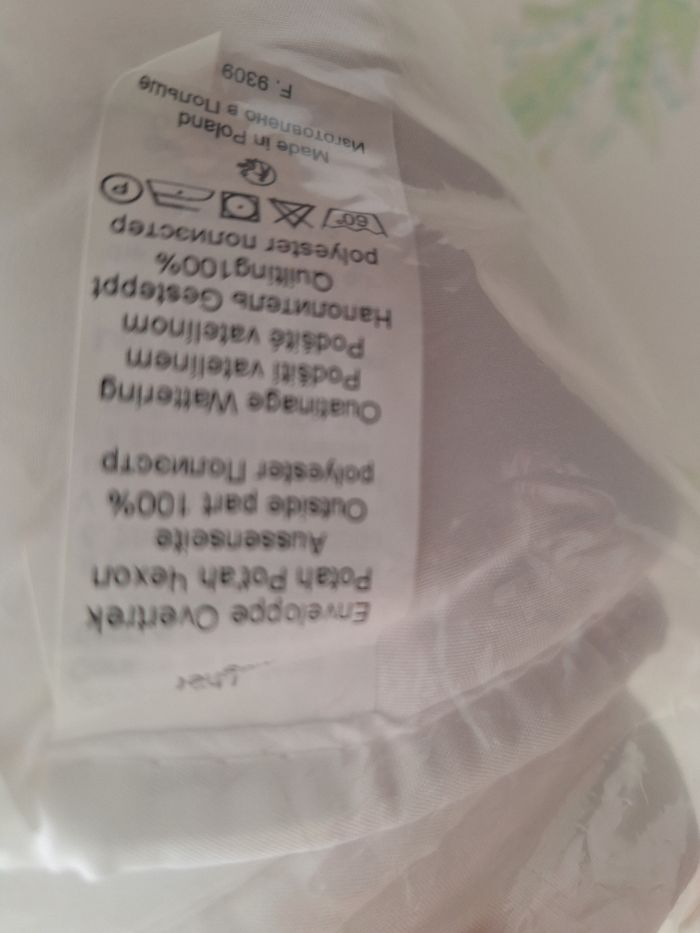 Enveloppe Overtrek
Potah Poťah Чехол
Aussenseite
Outside part 100%
polyester Полиэстр
Ouatinage Wattering
Podšití vatelínem
Podšité vatelínom
Наполнитель Gesteppt
Quilting100%
polyester полиэстер
60°
P
Made in Poland
Изготовлено в Польше
F. 9309